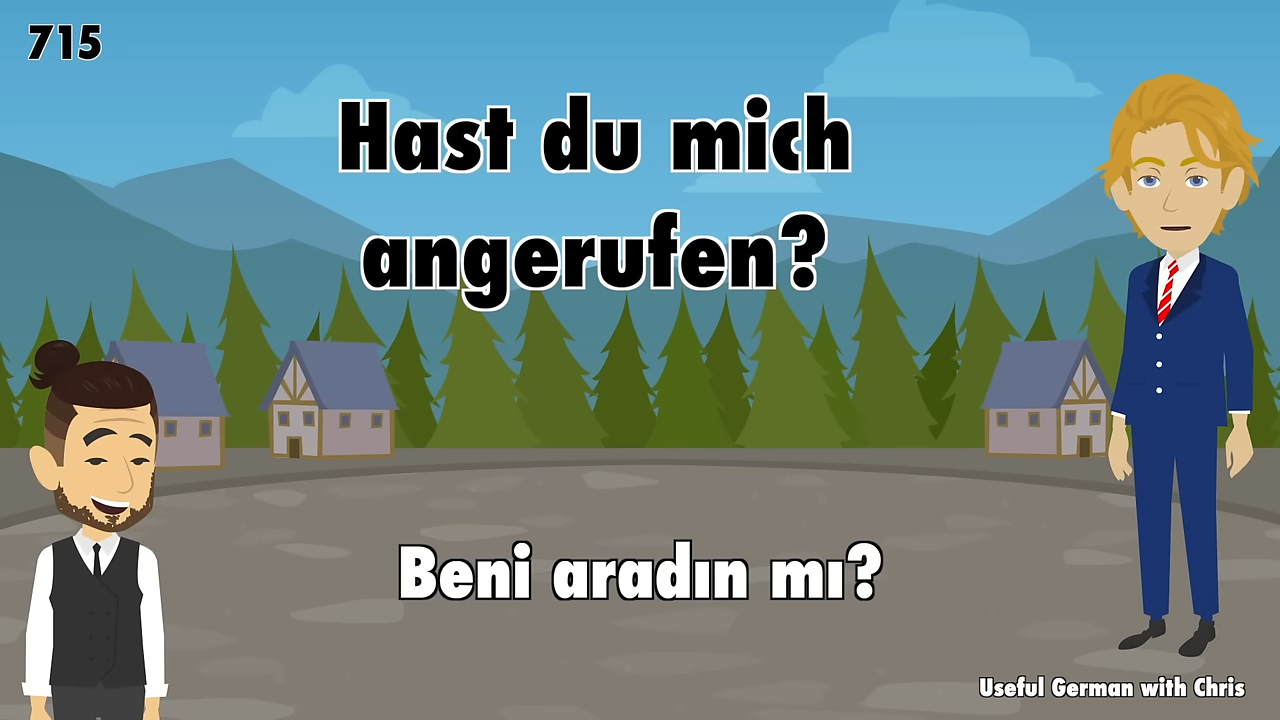 715
Hast du mich
angerufen?
Beni aradın mı?
Useful German with Chris